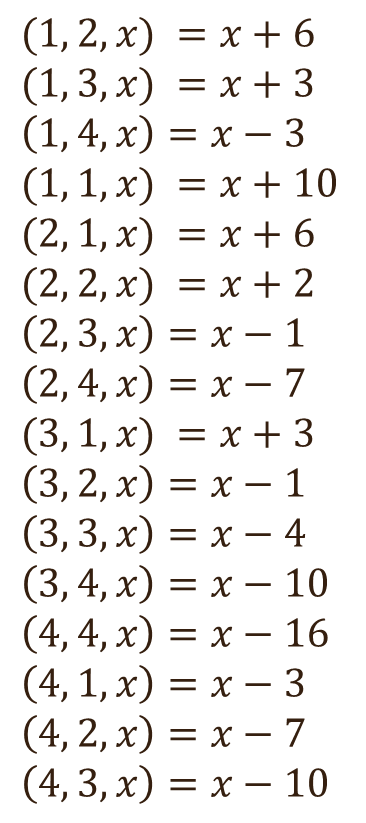 (1, 2, x) = x + 6
(1, 3, x) = x + 3
(1, 4, x) = x − 3
(1, 1, x) = x + 10
(2, 1, x) = x + 6
(2, 2, x) = x + 2
(2, 3, x) = x − 1
(2, 4, x) = x − 7
(3, 1, x) = x + 3
(3, 2, x) = x − 1
(3, 3, x) = x − 4
(3, 4, x) = x − 10
(4, 4, x) = x − 16
(4, 1, x) = x − 3
(4, 2, x) = x − 7
(4, 3, x) = x − 10